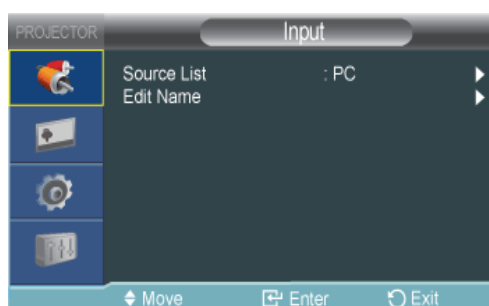 PROJECTOR Input
Source List : PC
Edit Name
Move Enter Exit